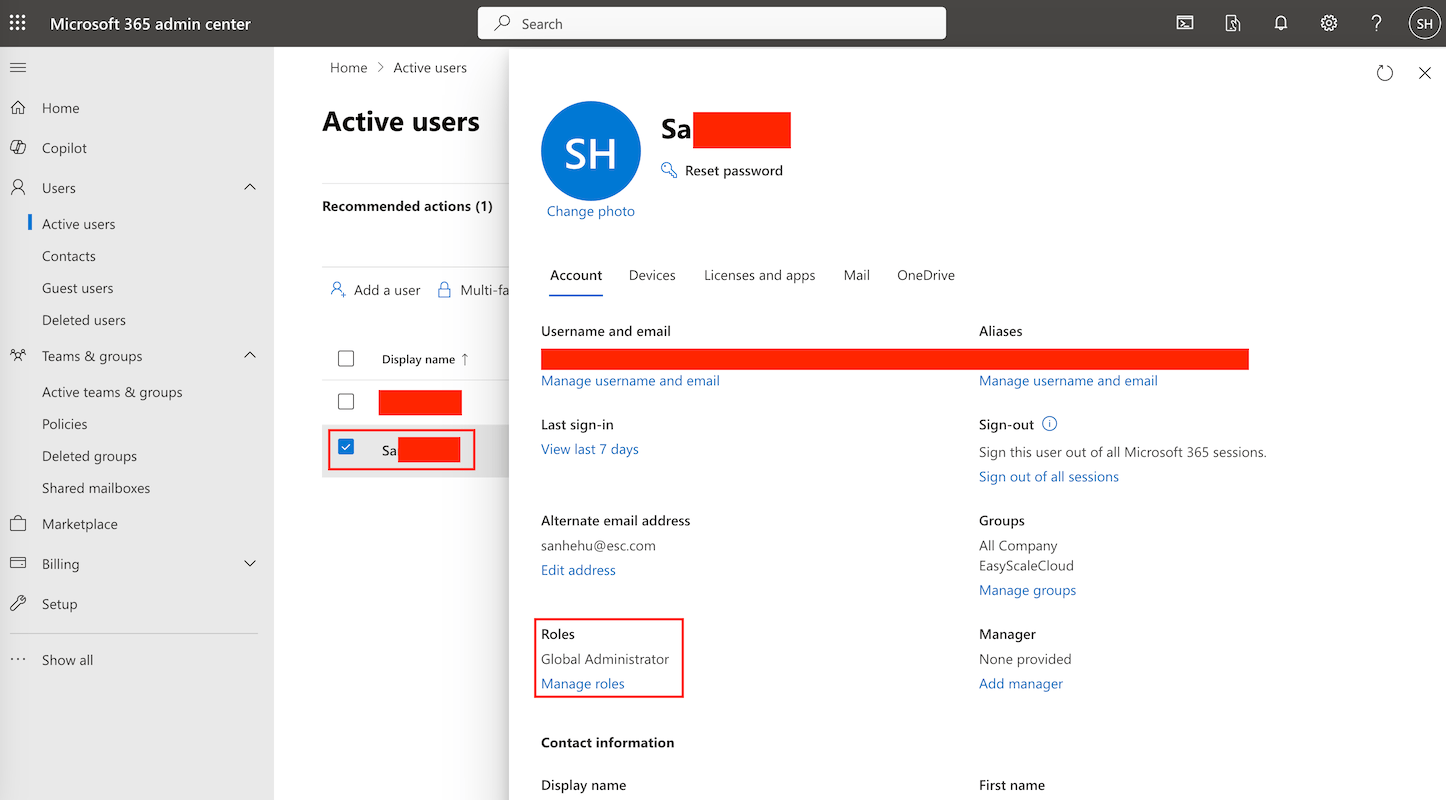 Microsoft 365 admin center
Search
SH
Home
Copilot
Users
Active users
Contacts
Guest users
Deleted users
Teams & groups
Active teams & groups
Policies
Deleted groups
Shared mailboxes
Marketplace
Billing
Setup
Show all
Home > Active users
Active users
Recommended actions (1)
Add a user Multi-fa
Display name ↑
Sa
SH
Change photo
Sa
Reset password
Account Devices Licenses and apps Mail OneDrive
Username and email
Manage username and email
Aliases
Manage username and email
Last sign-in
View last 7 days
Sign-out
Sign this user out of all Microsoft 365 sessions.
Sign out of all sessions
Alternate email address
sanhehu@esc.com
Edit address
Groups
All Company
EasyScaleCloud
Manage groups
Roles
Global Administrator
Manage roles
Manager
None provided
Add manager
Contact information
Display name
First name